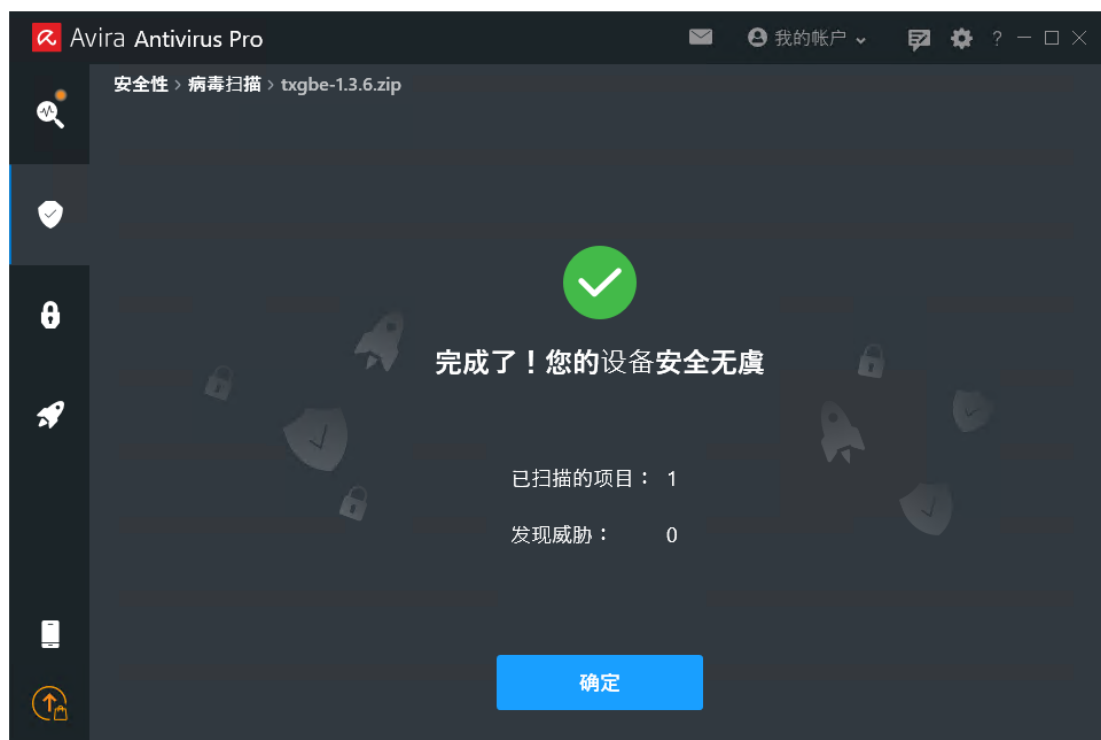 Avira Antivirus Pro
我的帐户
?
安全性 > 病毒扫描 > txgbe-1.3.6.zip
完成了！您的设备安全无虞
已扫描的项目： 1
发现威胁： 0
确定